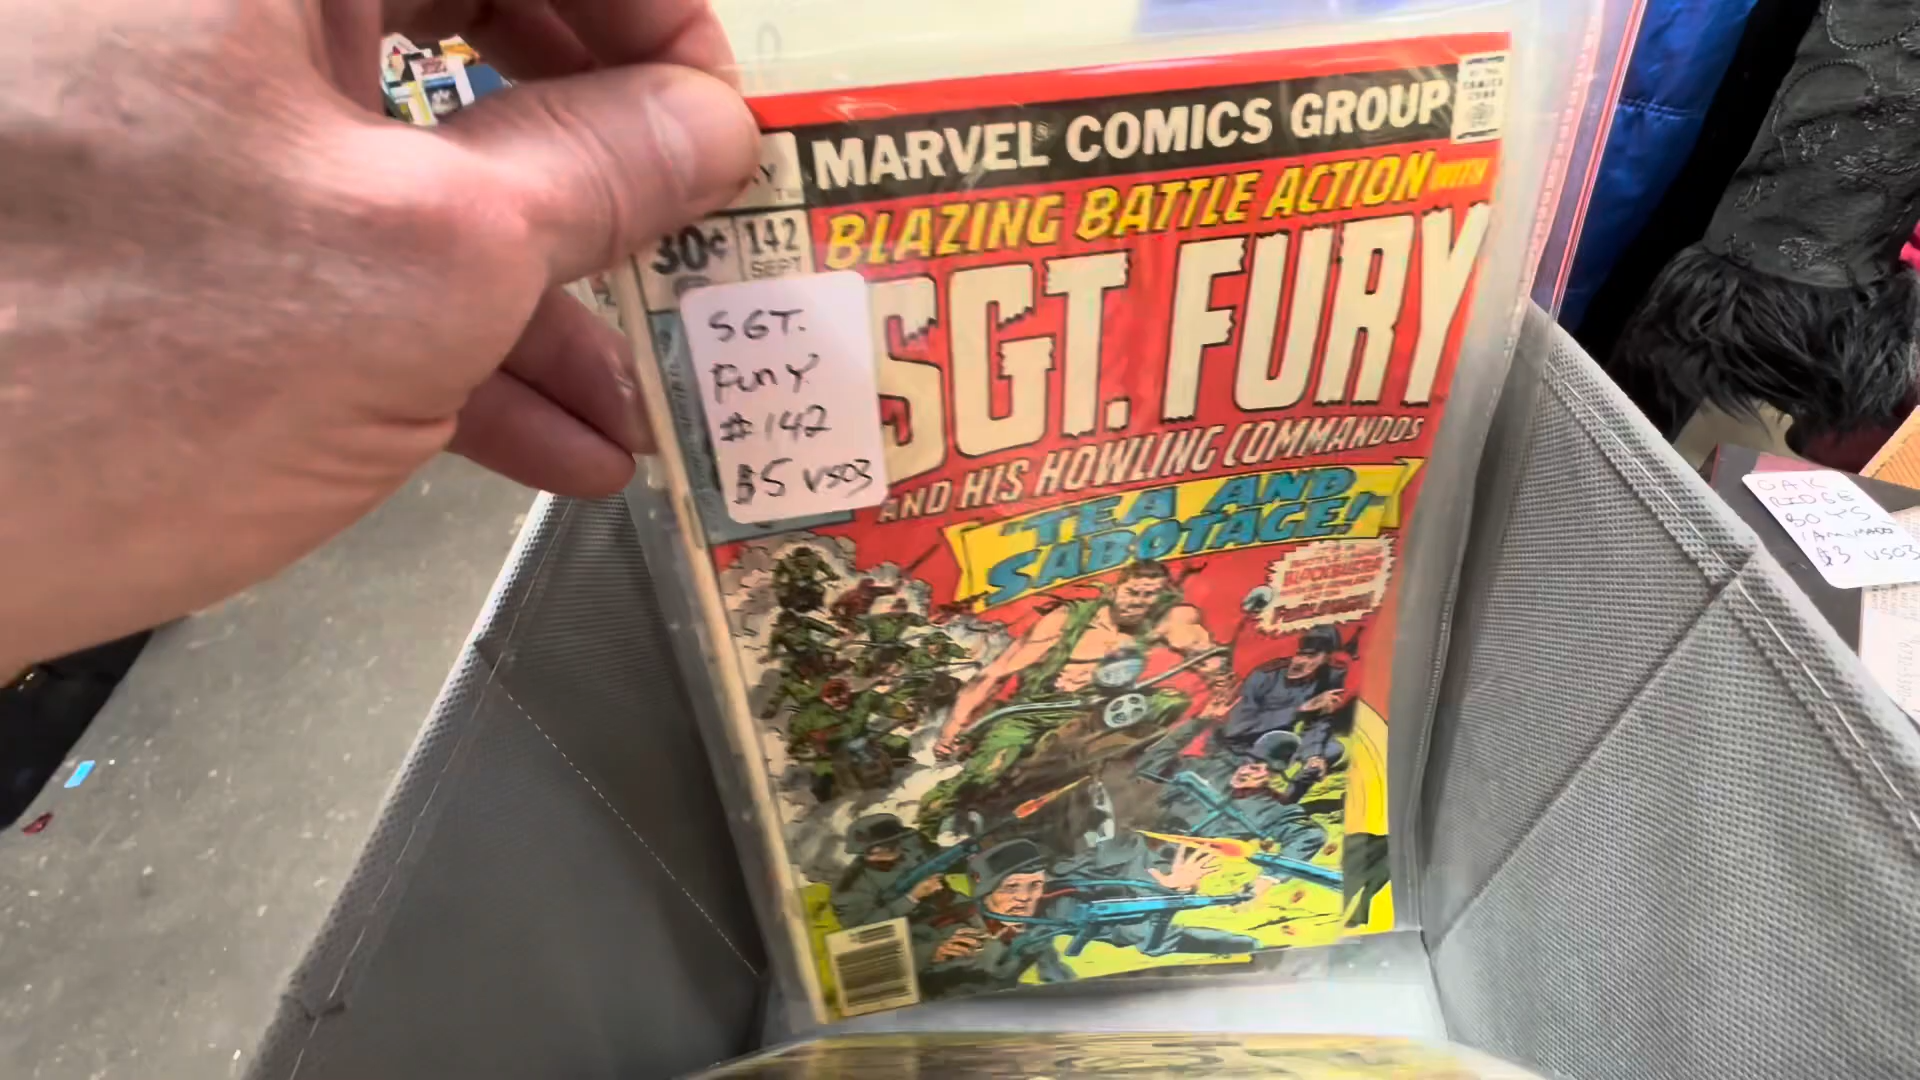 MARVEL COMICS GROUP
30¢
142
SEPT
BLAZING BATTLE ACTION WITH
SGT. FURY
AND HIS HOWLING COMMANDOS
"TEA AND
SABOTAGE!"
SGT.
FURY
#142
$5 VS03
OAK
RIDGE
BOYS
$3 VS03